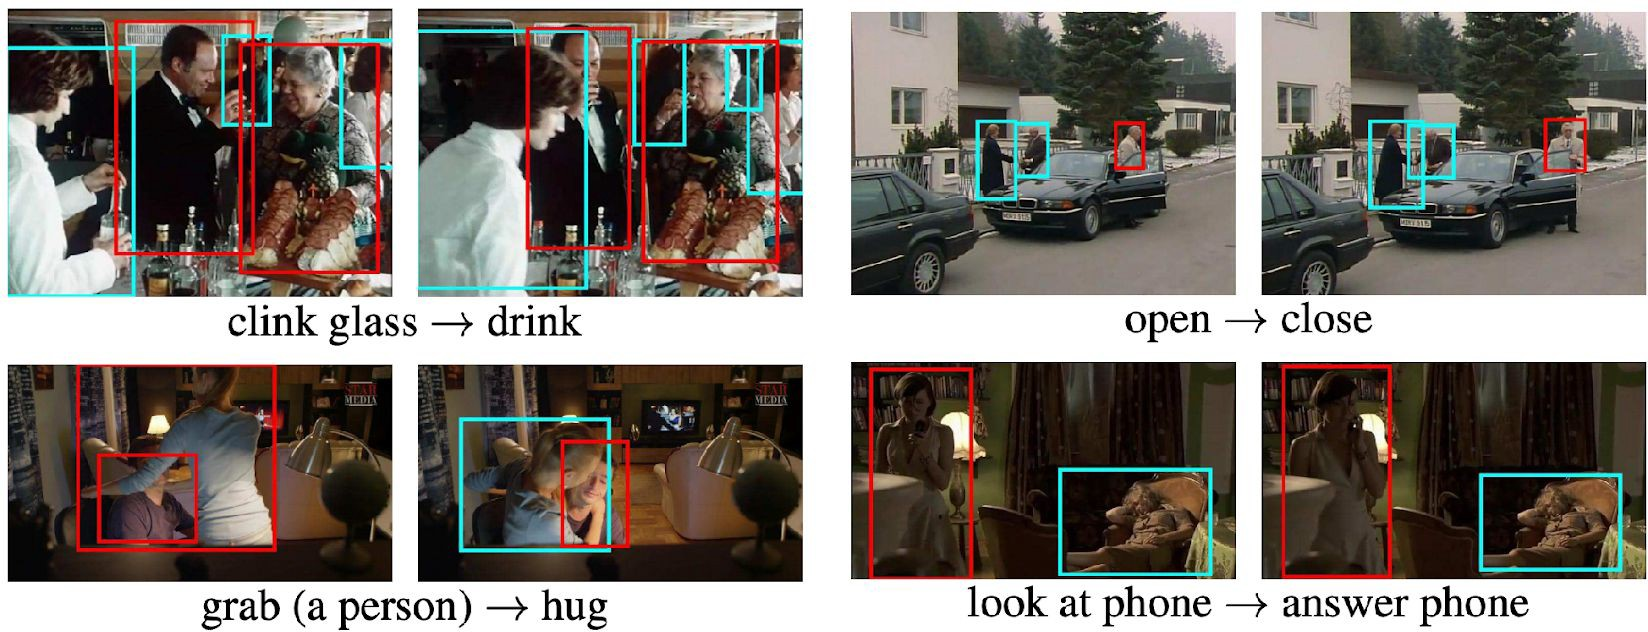 clink glass → drink
open → close
STAR
MEDIA
STAR
MEDIA
grab (a person) → hug
look at phone → answer phone